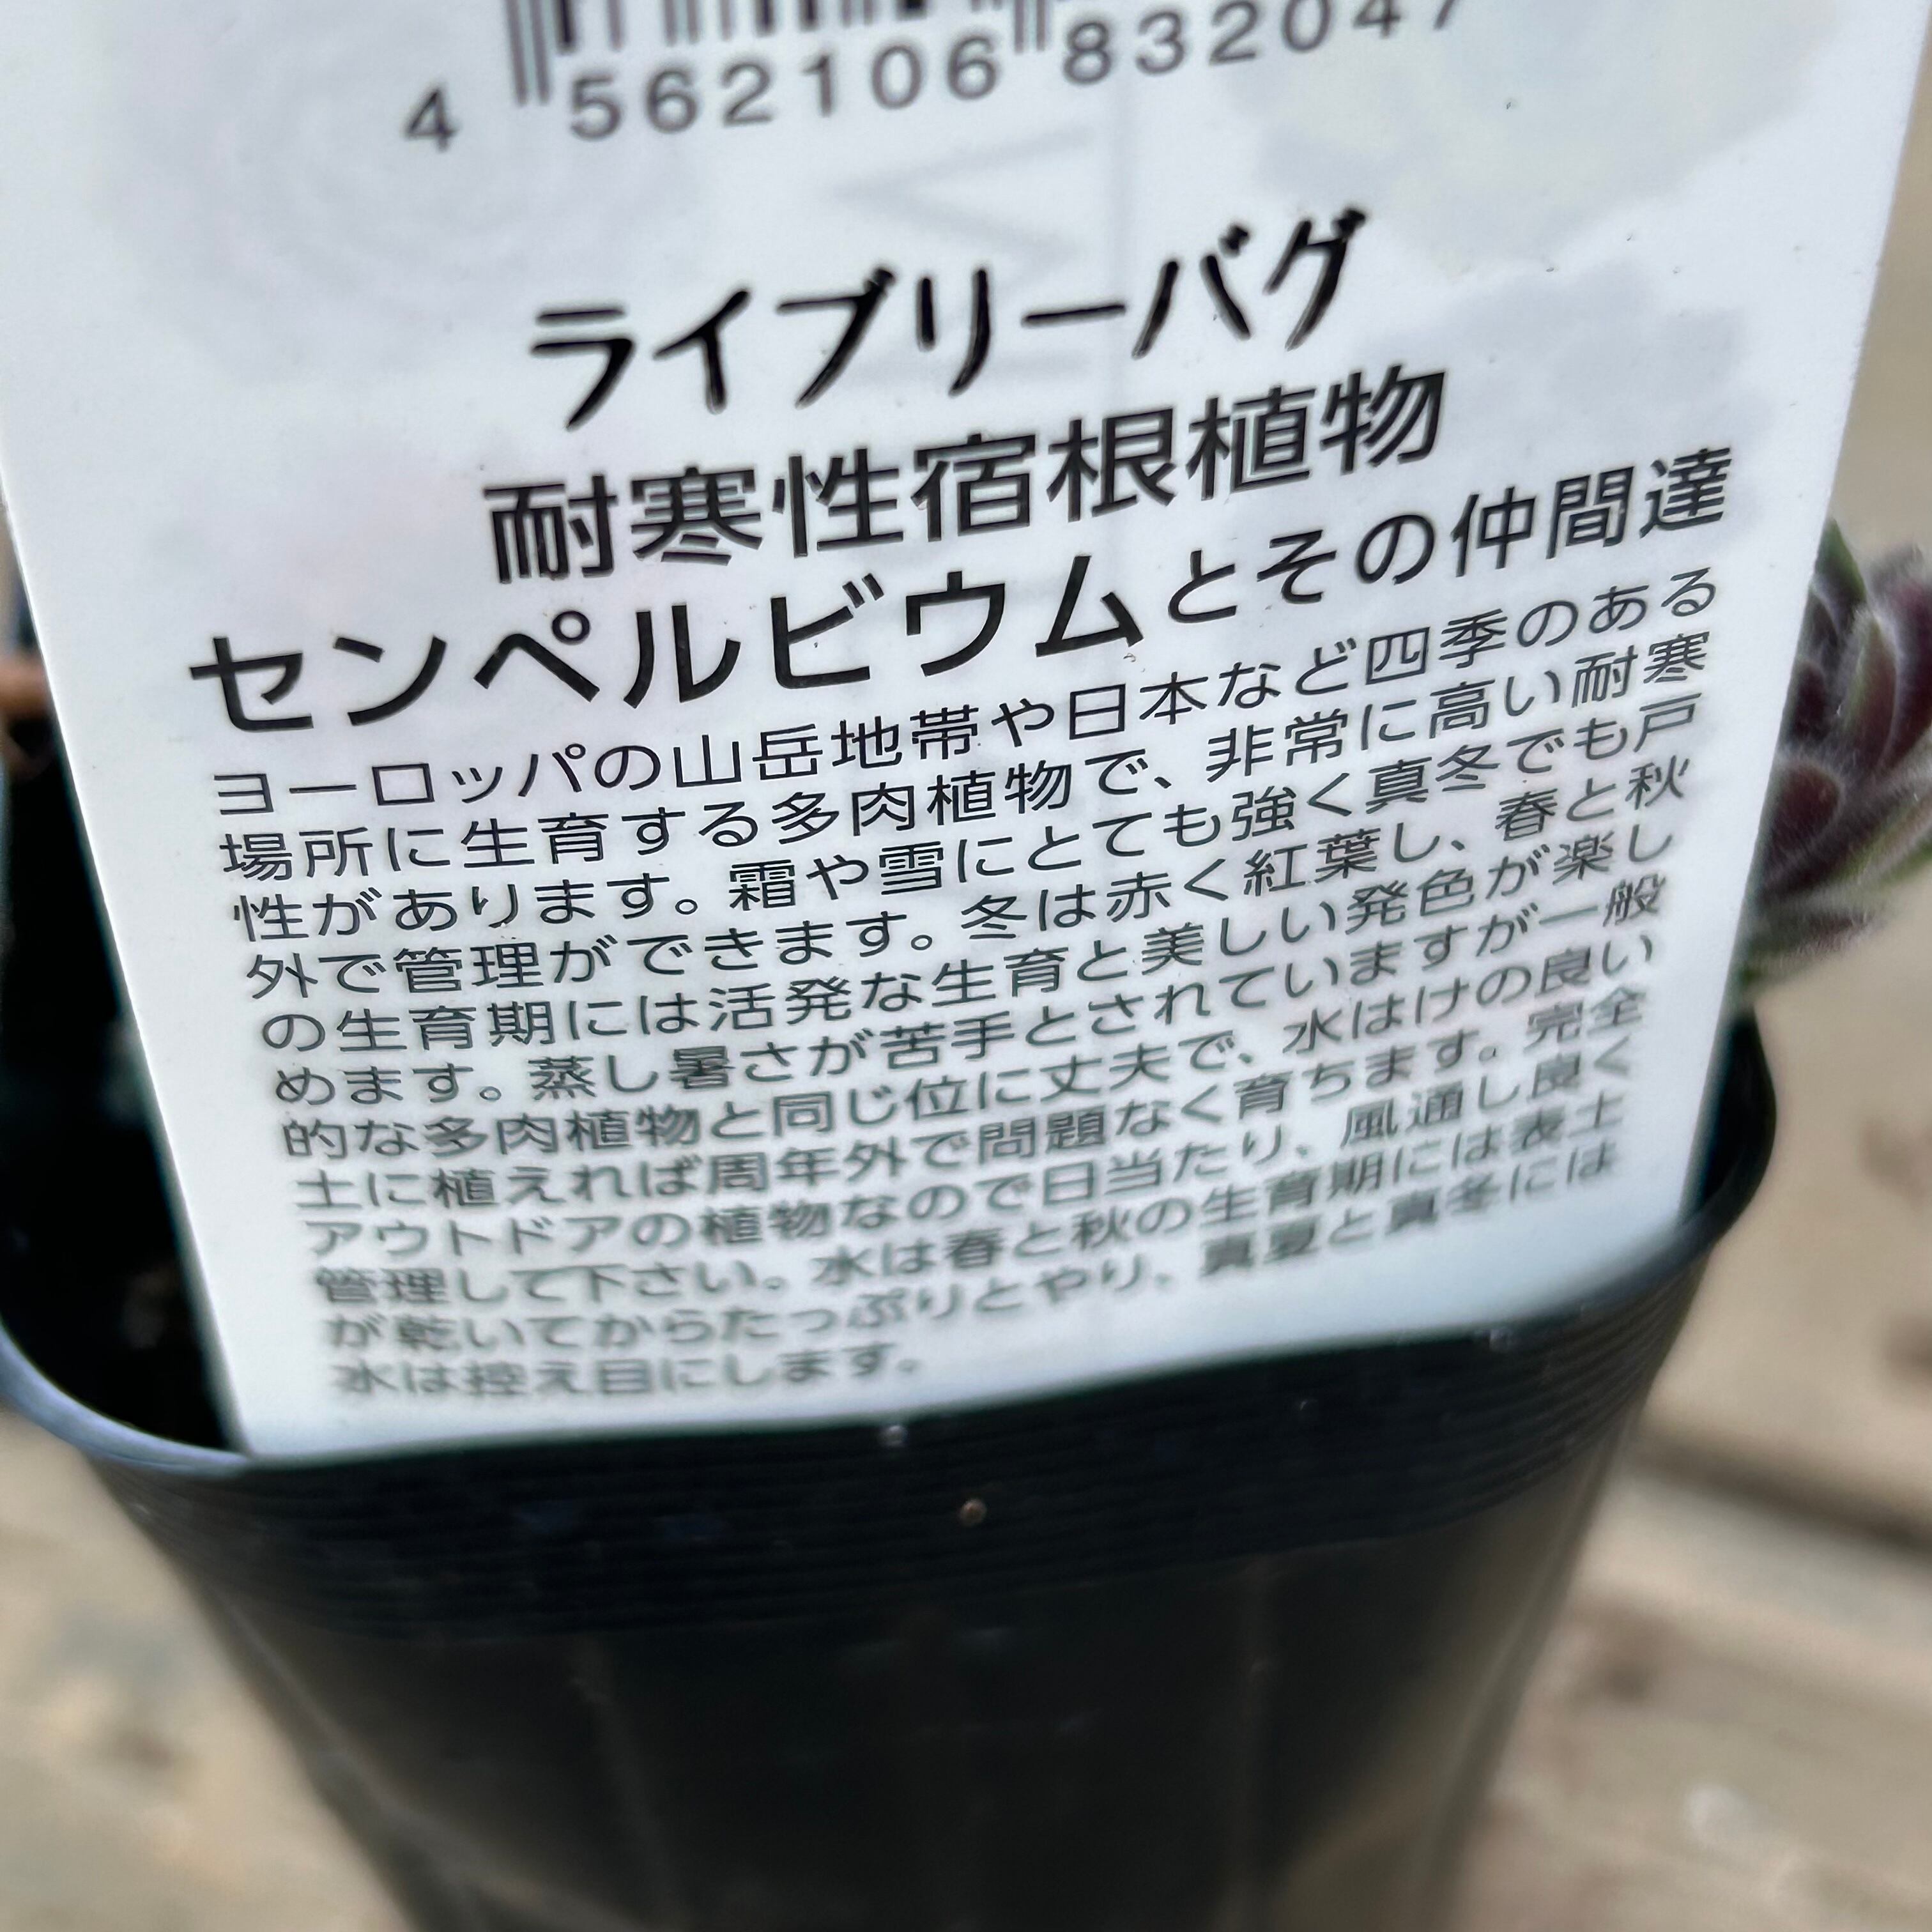 4 562106 832047
ライブリーバグ
耐寒性宿根植物
センペルビウムとその仲間達
ヨーロッパの山岳地帯や日本など四季のある
場所に生育する多肉植物で、非常に高い耐寒
性があります。霜や雪にとても強く真冬でも戸
外で管理ができます。冬は赤く紅葉し、春と秋
の生育期には活発な生育と美しい発色が楽し
めます。蒸し暑さが苦手とされていますが一般
的な多肉植物と同じ位に丈夫で、水はけの良い
土に植えれば周年外で問題なく育ちます。完全
アウトドアの植物なので日当たり、風通し良く
管理して下さい。水は春と秋の生育期には表土
が乾いてからたっぷりとやり、真夏と真冬には
水は控え目にします。